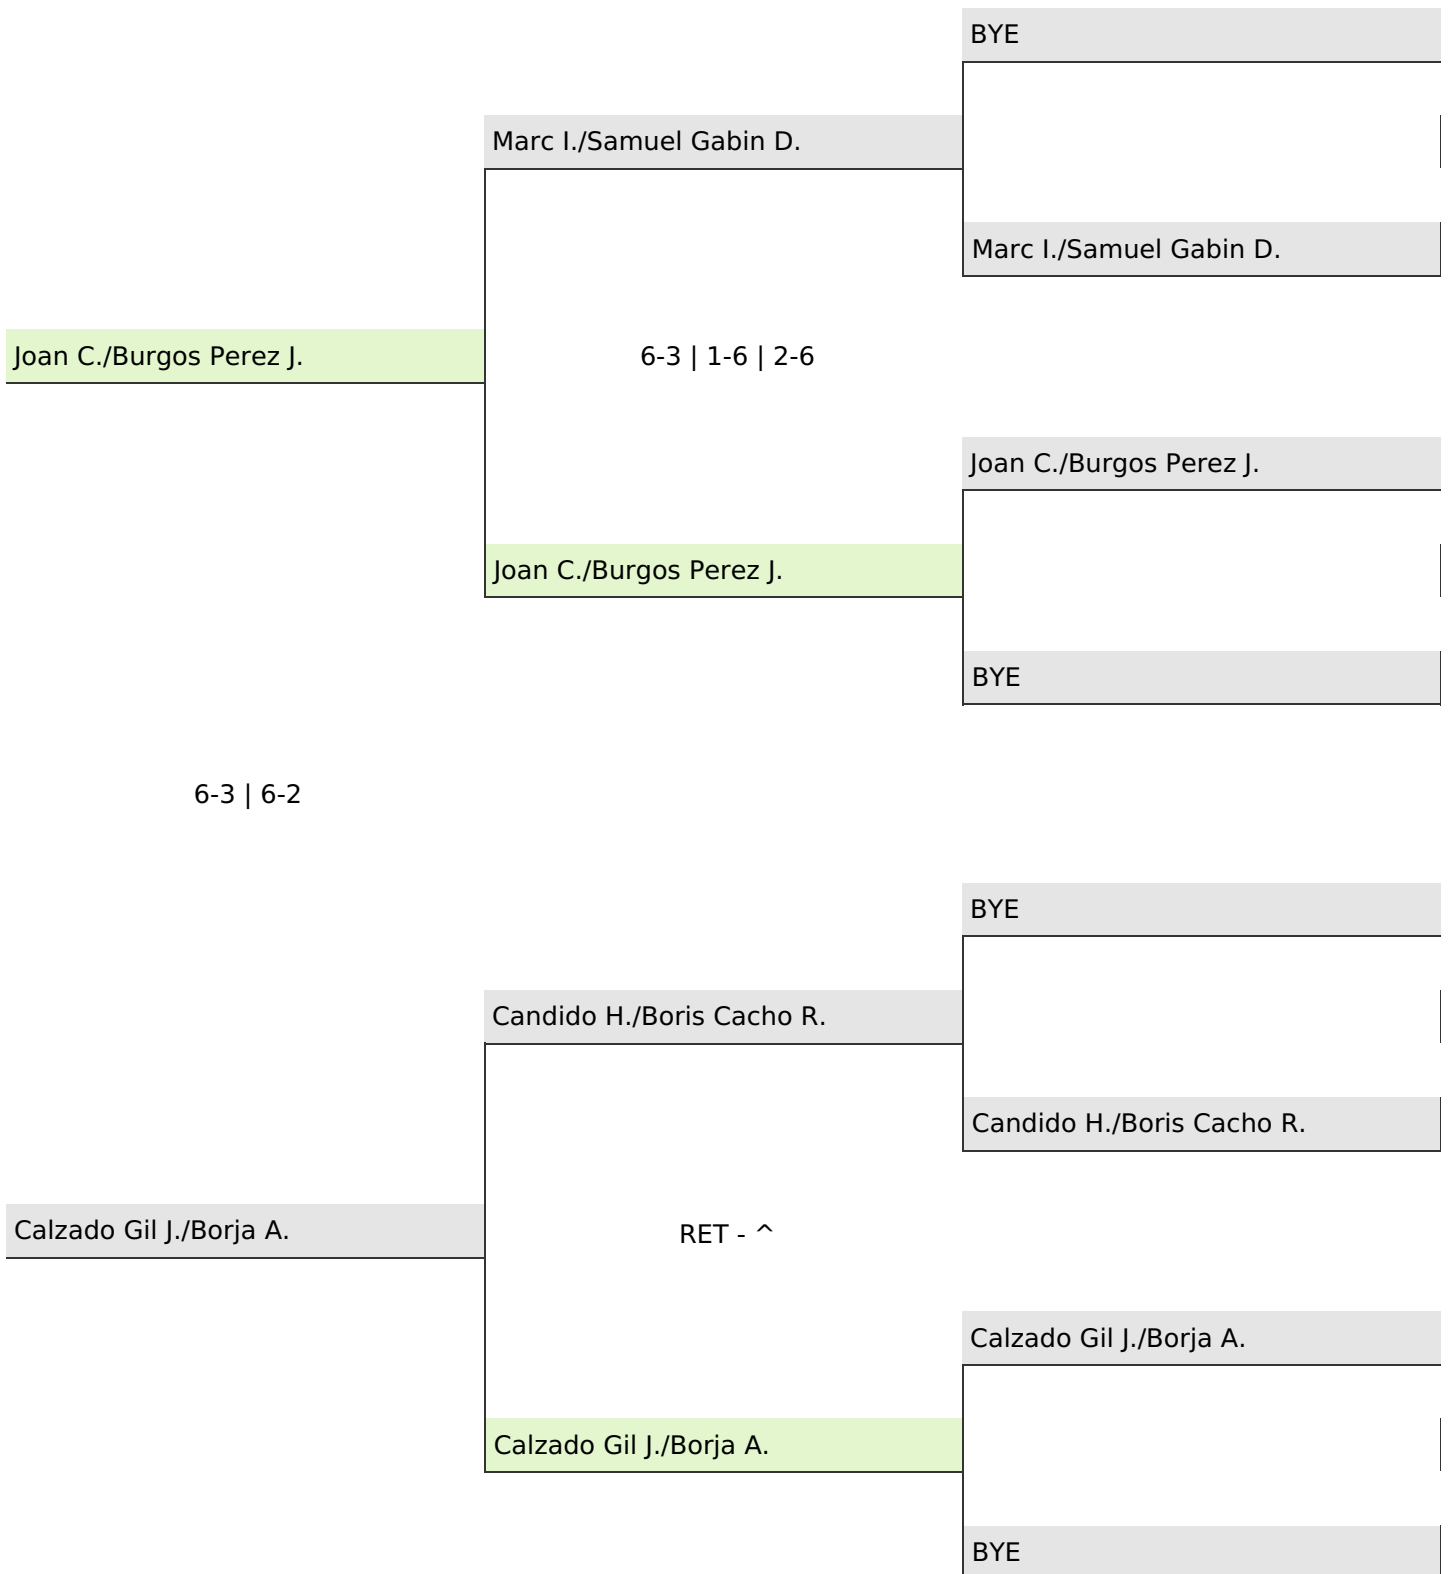 BYE
Marc I./Samuel Gabin D.
Marc I./Samuel Gabin D.
Joan C./Burgos Perez J.
6-3 | 1-6 | 2-6
Joan C./Burgos Perez J.
Joan C./Burgos Perez J.
BYE
6-3 | 6-2
BYE
Candido H./Boris Cacho R.
Candido H./Boris Cacho R.
Calzado Gil J./Borja A.
RET - ^
Calzado Gil J./Borja A.
Calzado Gil J./Borja A.
BYE